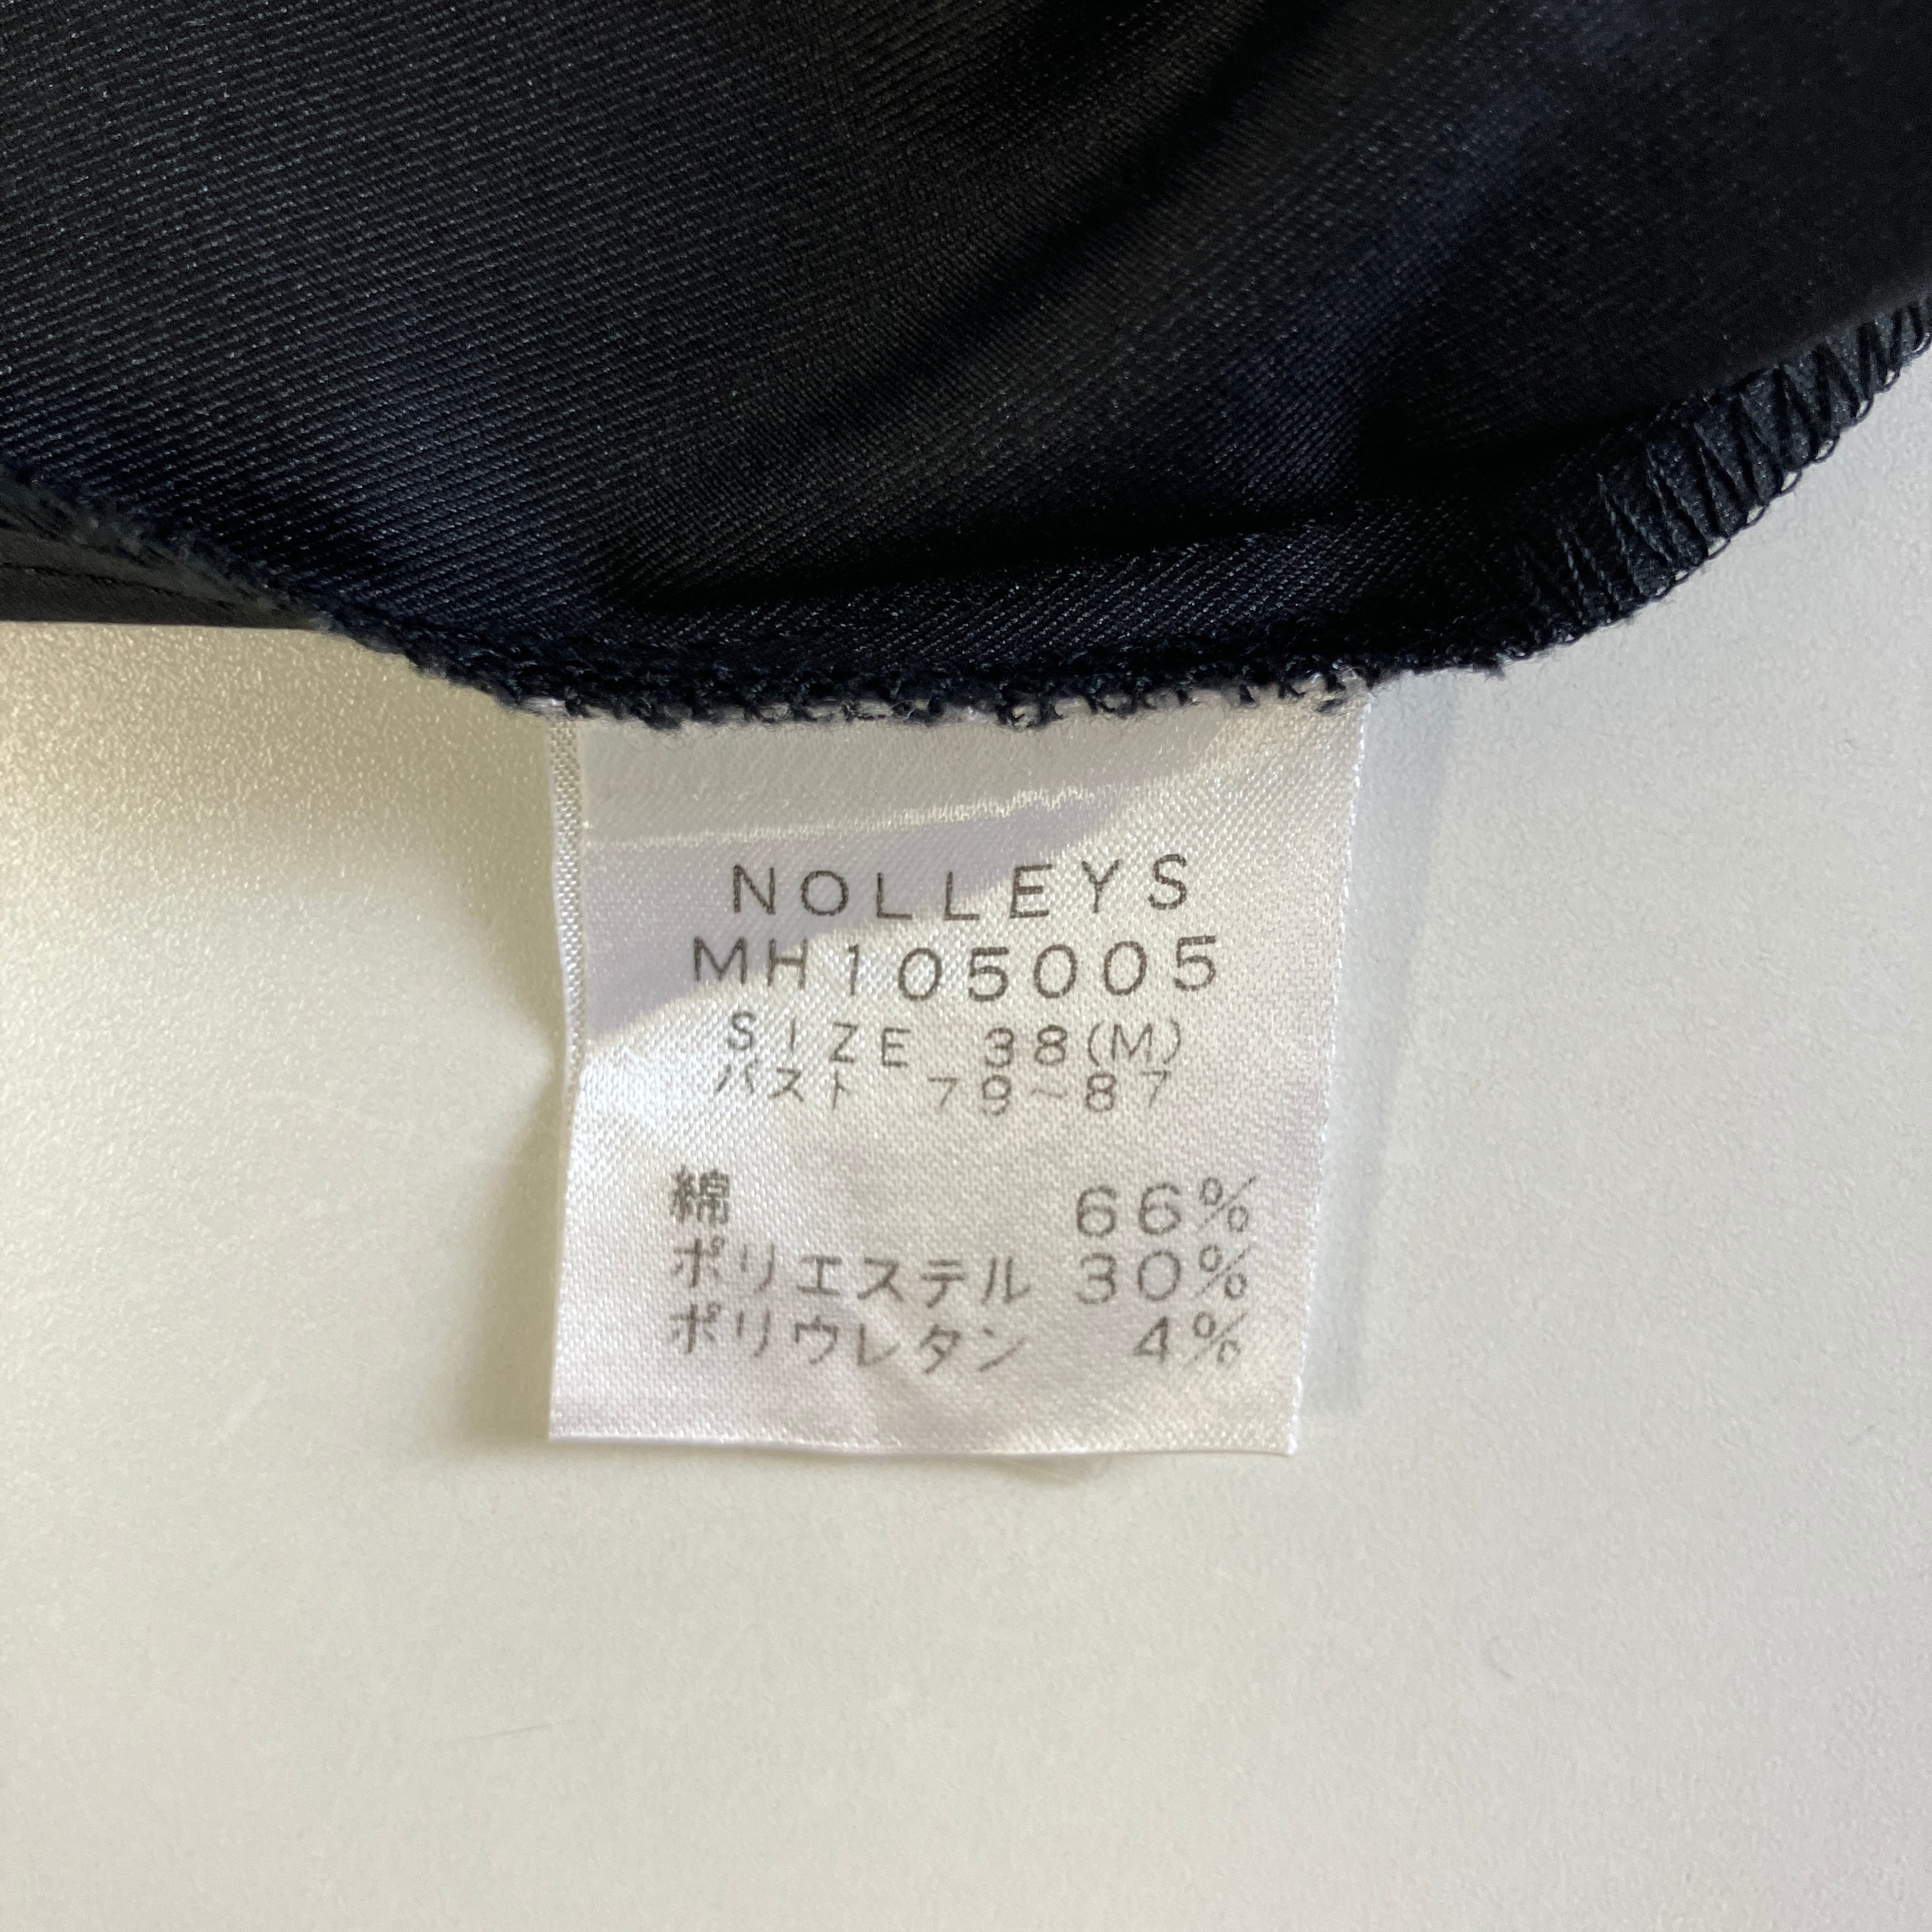 NOLLEYS
MH105005
SIZE 38(M)
バスト 79~87
綿 66%
ポリエステル 30%
ポリウレタン 4%